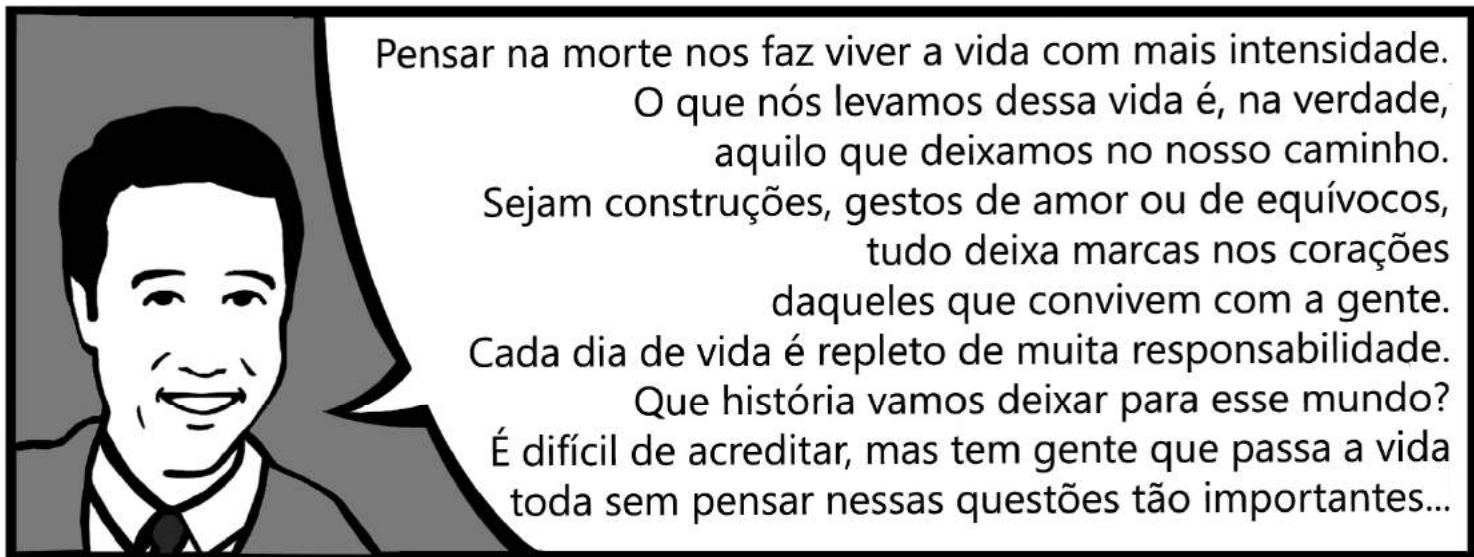 Pensar na morte nos faz viver a vida com mais intensidade.
O que nós levamos dessa vida é, na verdade,
aquilo que deixamos no nosso caminho.
Sejam construções, gestos de amor ou de equívocos,
tudo deixa marcas nos corações
daqueles que convivem com a gente.
Cada dia de vida é repleto de muita responsabilidade.
Que história vamos deixar para esse mundo?
É difícil de acreditar, mas tem gente que passa a vida
toda sem pensar nessas questões tão importantes...